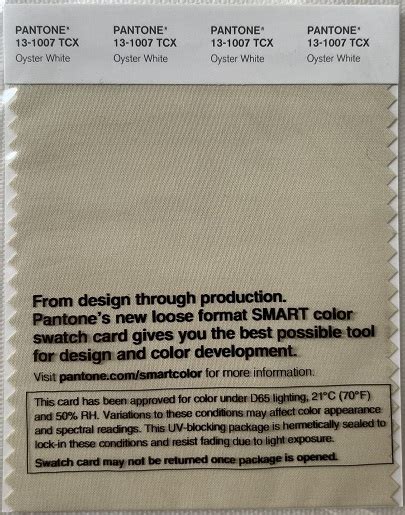 PANTONE® PANTONE® PANTONE® PANTONE®
13-1007 TCX 13-1007 TCX 13-1007 TCX 13-1007 TCX
Oyster White Oyster White Oyster White Oyster White
From design through production.
Pantone's new loose format SMART color
swatch card gives you the best possible tool
for design and color development.
Visit pantone.com/smartcolor for more information.
This card has been approved for color under D65 lighting, 21°C (70°F)
and 50% RH. Variations to these conditions may affect color appearance
and spectral readings. This UV-blocking package is hermetically sealed to
lock-in these conditions and resist fading due to light exposure.
Swatch card may not be returned once package is opened.